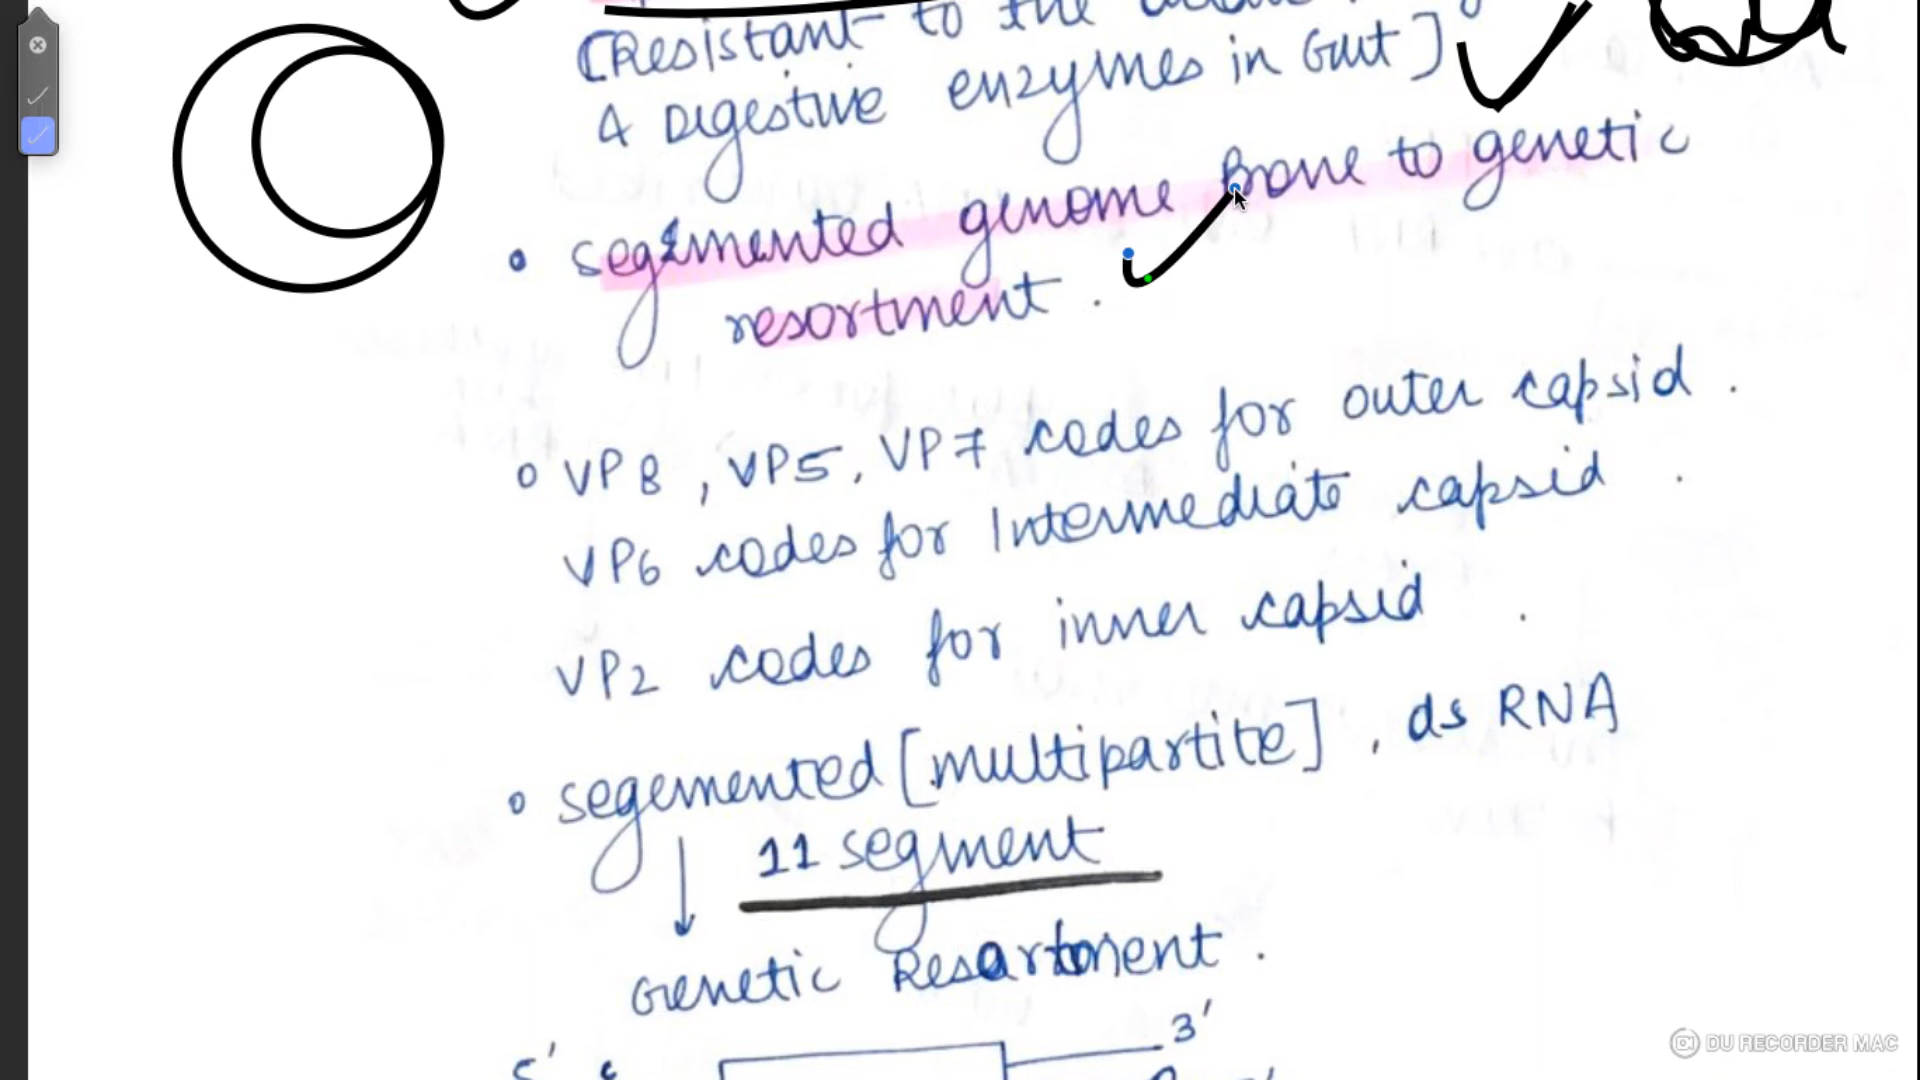 [Resistant to the
& Digestive enzymes in Gut]
• segmented genome Prone to genetic
resortment.
o VP8, VP5, VP7 codes for outer capsid.
VP6 codes for Intermediate capsid.
VP2 codes for inner capsid.
o segemented [multipartite], ds RNA
11 segment
Genetic Resartment.
3'
5'
DU RECORDER MAC